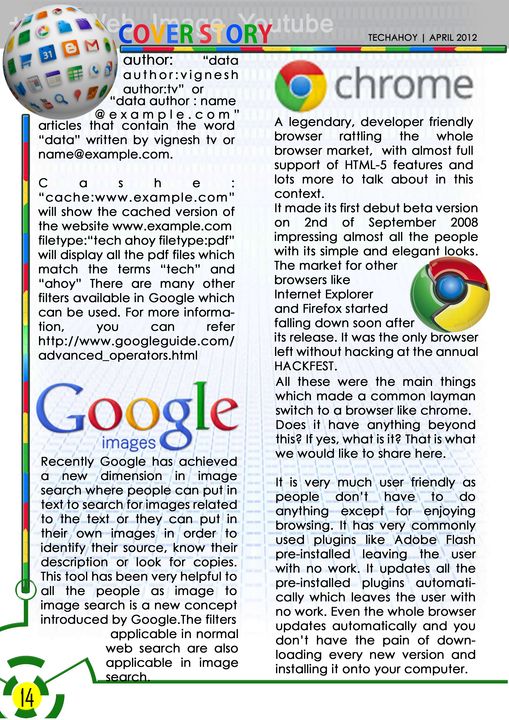 Web Image Youtube
COVER STORY
TECHAHOY | APRIL 2012
author: “data
author:vignesh
author:tv” or
“data author : name
@example.com”
articles that contain the word
“data” written by vignesh tv or
name@example.com.
Cashe:
“cache:www.example.com”
will show the cached version of
the website www.example.com
filetype:“tech ahoy filetype:pdf”
will display all the pdf files which
match the terms “tech” and
“ahoy” There are many other
filters available in Google which
can be used. For more informa-
tion, you can refer
http://www.googleguide.com/
advanced_operators.html
Google
images
Recently Google has achieved
a new dimension in image
search where people can put in
text to search for images related
to the text or they can put in
their own images in order to
identify their source, know their
description or look for copies.
This tool has been very helpful to
all the people as image to
image search is a new concept
introduced by Google.The filters
applicable in normal
web search are also
applicable in image
search.
chrome
A legendary, developer friendly
browser rattling the whole
browser market, with almost full
support of HTML-5 features and
lots more to talk about in this
context.
It made its first debut beta version
on 2nd of September 2008
impressing almost all the people
with its simple and elegant looks.
The market for other
browsers like
Internet Explorer
and Firefox started
falling down soon after
its release. It was the only browser
left without hacking at the annual
HACKFEST.
All these were the main things
which made a common layman
switch to a browser like chrome.
Does it have anything beyond
this? If yes, what is it? That is what
we would like to share here.
It is very much user friendly as
people don’t have to do
anything except for enjoying
browsing. It has very commonly
used plugins like Adobe Flash
pre-installed leaving the user
with no work. It updates all the
pre-installed plugins automati-
cally which leaves the user with
no work. Even the whole browser
updates automatically and you
don’t have the pain of down-
loading every new version and
installing it onto your computer.
14